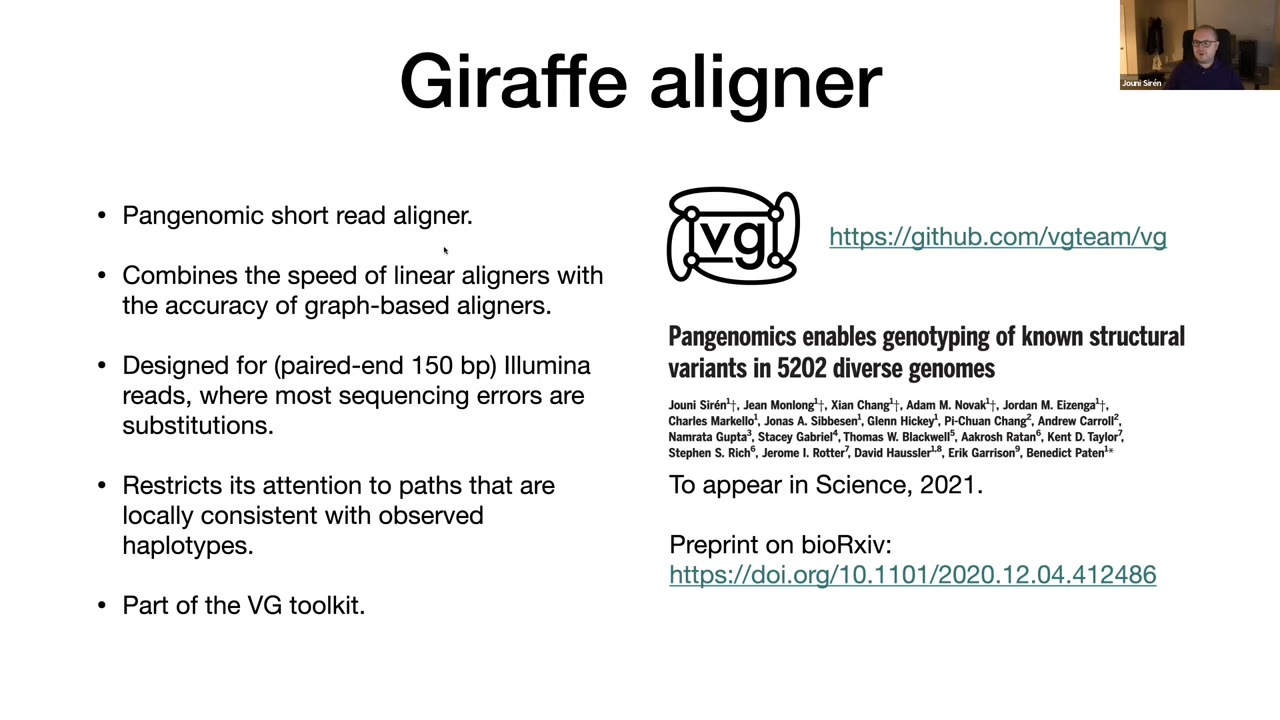 Jouni Sirén
Giraffe aligner
• Pangenomic short read aligner.
• Combines the speed of linear aligners with
the accuracy of graph-based aligners.
• Designed for (paired-end 150 bp) Illumina
reads, where most sequencing errors are
substitutions.
• Restricts its attention to paths that are
locally consistent with observed
haplotypes.
• Part of the VG toolkit.
vg
https://github.com/vgteam/vg
Pangenomics enables genotyping of known structural
variants in 5202 diverse genomes
Jouni Sirén¹†, Jean Monlong¹†, Xian Chang¹†, Adam M. Novak¹†, Jordan M. Eizenga¹†,
Charles Markello¹, Jonas A. Sibbesen¹, Glenn Hickey¹, Pi-Chuan Chang², Andrew Carroll²,
Namrata Gupta³, Stacey Gabriel⁴, Thomas W. Blackwell⁵, Aakrosh Ratan⁶, Kent D. Taylor⁷,
Stephen S. Rich⁶, Jerome I. Rotter⁷, David Haussler¹,⁸, Erik Garrison⁹, Benedict Paten¹*
To appear in Science, 2021.
Preprint on bioRxiv:
https://doi.org/10.1101/2020.12.04.412486